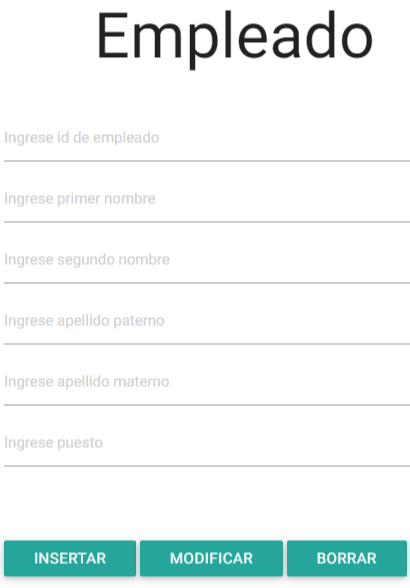 Empleado
Ingrese id de empleado
Ingrese primer nombre
Ingrese segundo nombre
Ingrese apellido paterno
Ingrese apellido materno
Ingrese puesto
INSERTAR MODIFICAR BORRAR